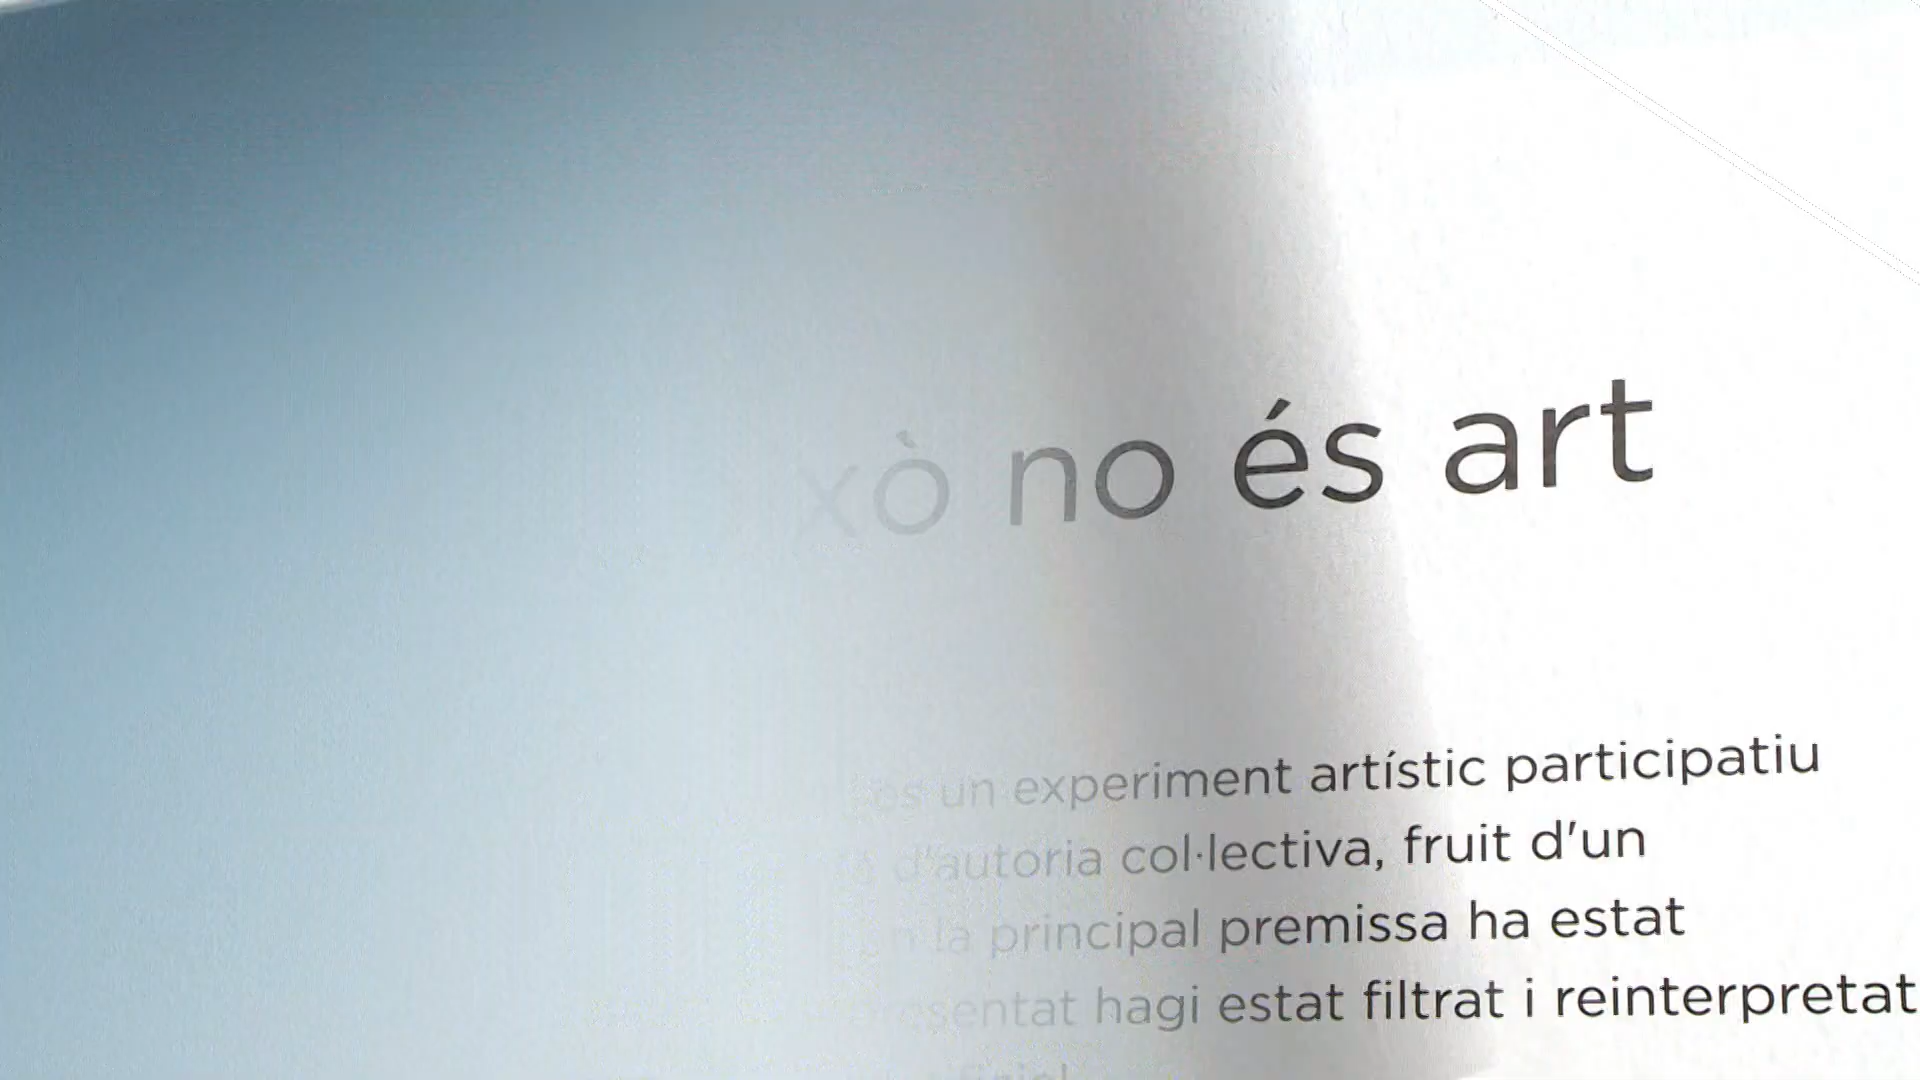 xò no és art
és un experiment artístic participatiu
d'autoria col·lectiva, fruit d'un
la principal premissa ha estat
presentat hagi estat filtrat i reinterpretat